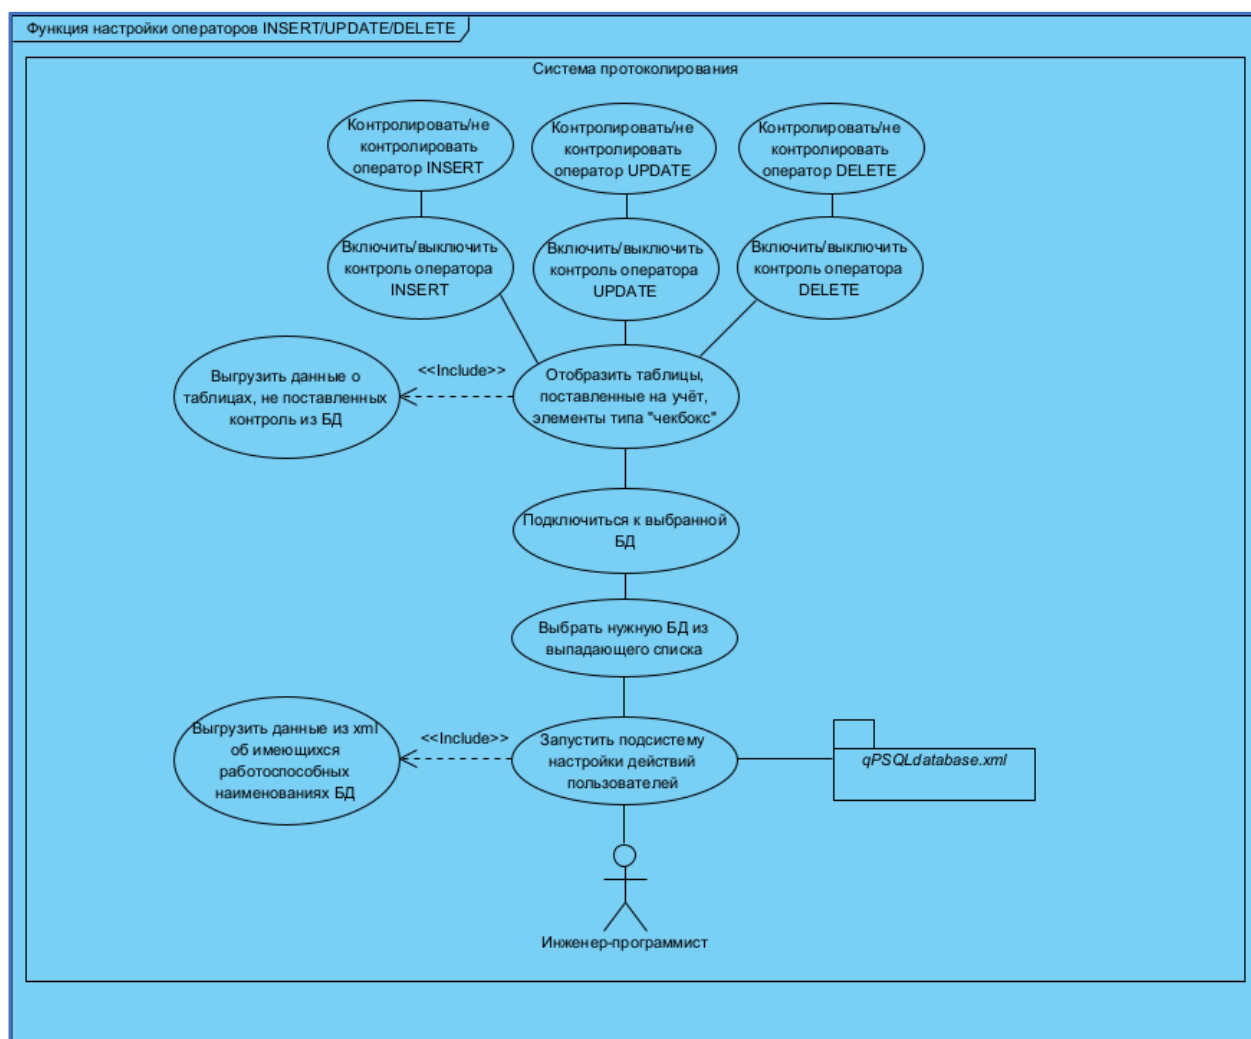 Функция настройки операторов INSERT/UPDATE/DELETE
Система протоколирования
Контролировать/не
контролировать
оператор INSERT
Контролировать/не
контролировать
оператор UPDATE
Контролировать/не
контролировать
оператор DELETE
Включить/выключить
контроль оператора
INSERT
Включить/выключить
контроль оператора
UPDATE
Включить/выключить
контроль оператора
DELETE
Выгрузить данные о
таблицах, не поставленных
контроль из БД
<<Include>>
Отобразить таблицы,
поставленные на учёт,
элементы типа "чекбокс"
Подключиться к выбранной
БД
Выбрать нужную БД из
выпадающего списка
Выгрузить данные из xml
об имеющихся
работоспособных
наименованиях БД
<<Include>>
Запустить подсистему
настройки действий
пользователей
qPSQLdatabase.xml
Инженер-программист